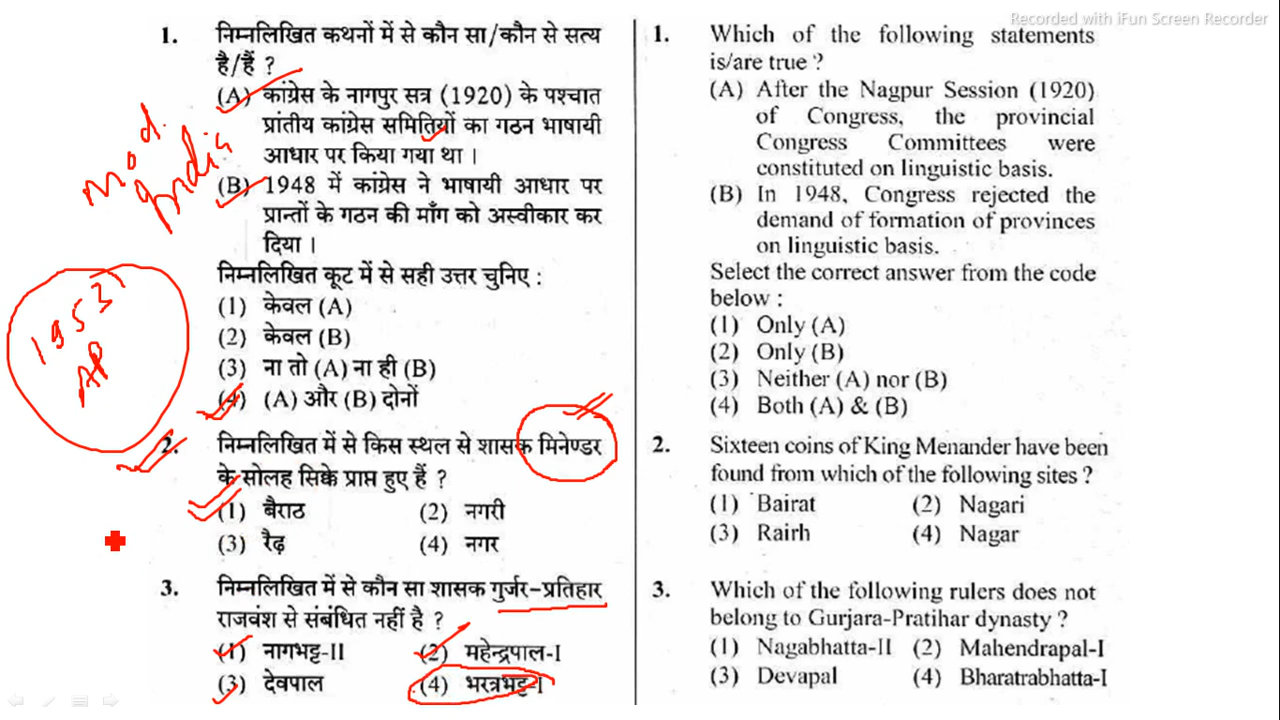 Recorded with iFun Screen Recorder
1. निम्नलिखित कथनों में से कौन सा/कौन से सत्य
है/हैं ?
(A) कांग्रेस के नागपुर सत्र (1920) के पश्चात
प्रांतीय कांग्रेस समितियों का गठन भाषायी
आधार पर किया गया था ।
(B) 1948 में कांग्रेस ने भाषायी आधार पर
प्रान्तों के गठन की माँग को अस्वीकार कर
दिया ।
निम्नलिखित कूट में से सही उत्तर चुनिए :
(1) केवल (A)
(2) केवल (B)
(3) ना तो (A) ना ही (B)
(4) (A) और (B) दोनों
2. निम्नलिखित में से किस स्थल से शासक मिनेण्डर
के सोलह सिक्के प्राप्त हुए हैं ?
(1) बैराठ (2) नगरी
(3) रैढ़ (4) नगर
3. निम्नलिखित में से कौन सा शासक गुर्जर-प्रतिहार
राजवंश से संबंधित नहीं है ?
(1) नागभट्ट-II (2) महेन्द्रपाल-I
(3) देवपाल (4) भरत्रभट्ट-I
Mod.
India
1953
AP
1. Which of the following statements
is/are true ?
(A) After the Nagpur Session (1920)
of Congress, the provincial
Congress Committees were
constituted on linguistic basis.
(B) In 1948, Congress rejected the
demand of formation of provinces
on linguistic basis.
Select the correct answer from the code
below :
(1) Only (A)
(2) Only (B)
(3) Neither (A) nor (B)
(4) Both (A) & (B)
2. Sixteen coins of King Menander have been
found from which of the following sites ?
(1) Bairat (2) Nagari
(3) Rairh (4) Nagar
3. Which of the following rulers does not
belong to Gurjara-Pratihar dynasty ?
(1) Nagabhatta-II (2) Mahendrapal-I
(3) Devapal (4) Bharatrabhatta-I